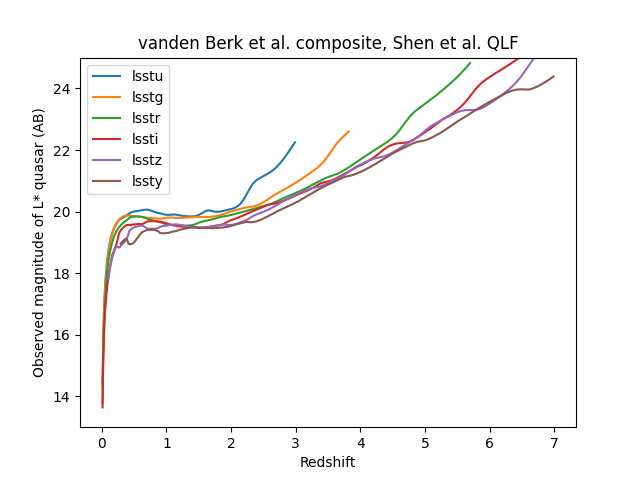 vanden Berk et al. composite, Shen et al. QLF
Observed magnitude of L* quasar (AB)
24
22
20
18
16
14
lsstu
lsstg
lsstr
lssti
lsstz
lssty
0 1 2 3 4 5 6 7
Redshift